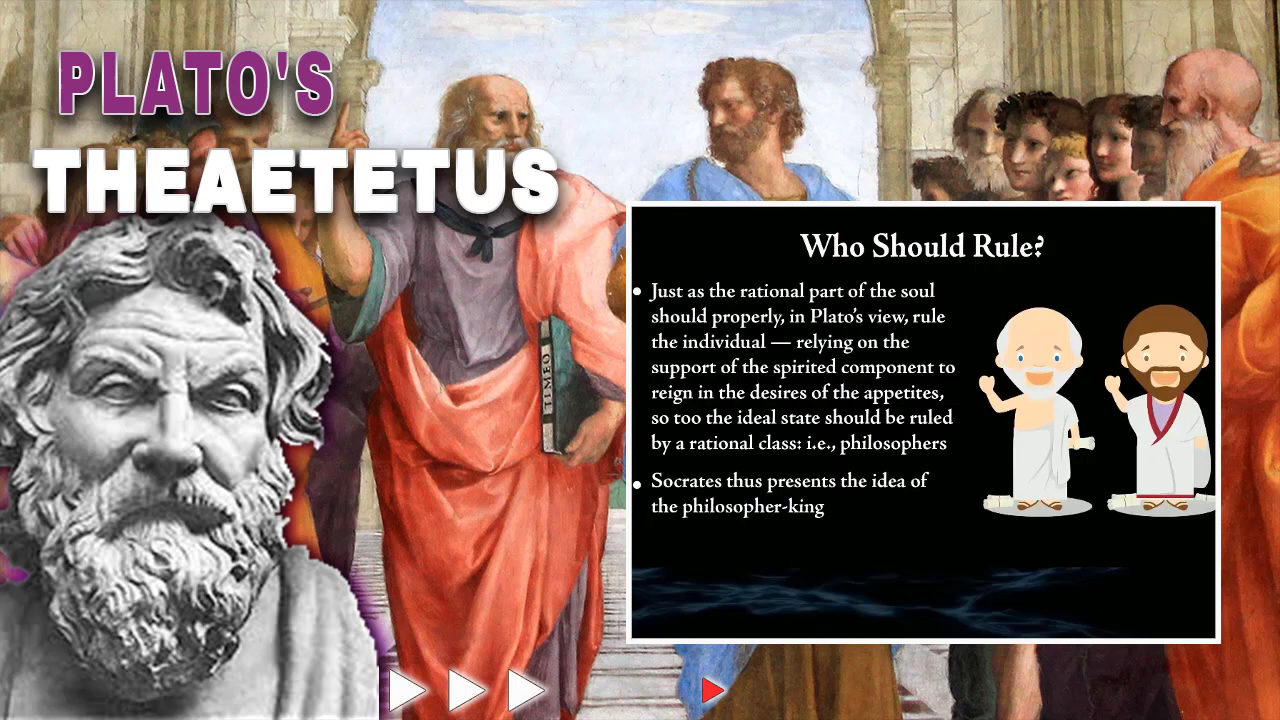 PLATO'S
THEAETETUS
TIMEO
Who Should Rule?
• Just as the rational part of the soul
should properly, in Plato's view, rule
the individual — relying on the
support of the spirited component to
reign in the desires of the appetites,
so too the ideal state should be ruled
by a rational class: i.e., philosophers
• Socrates thus presents the idea of
the philosopher-king